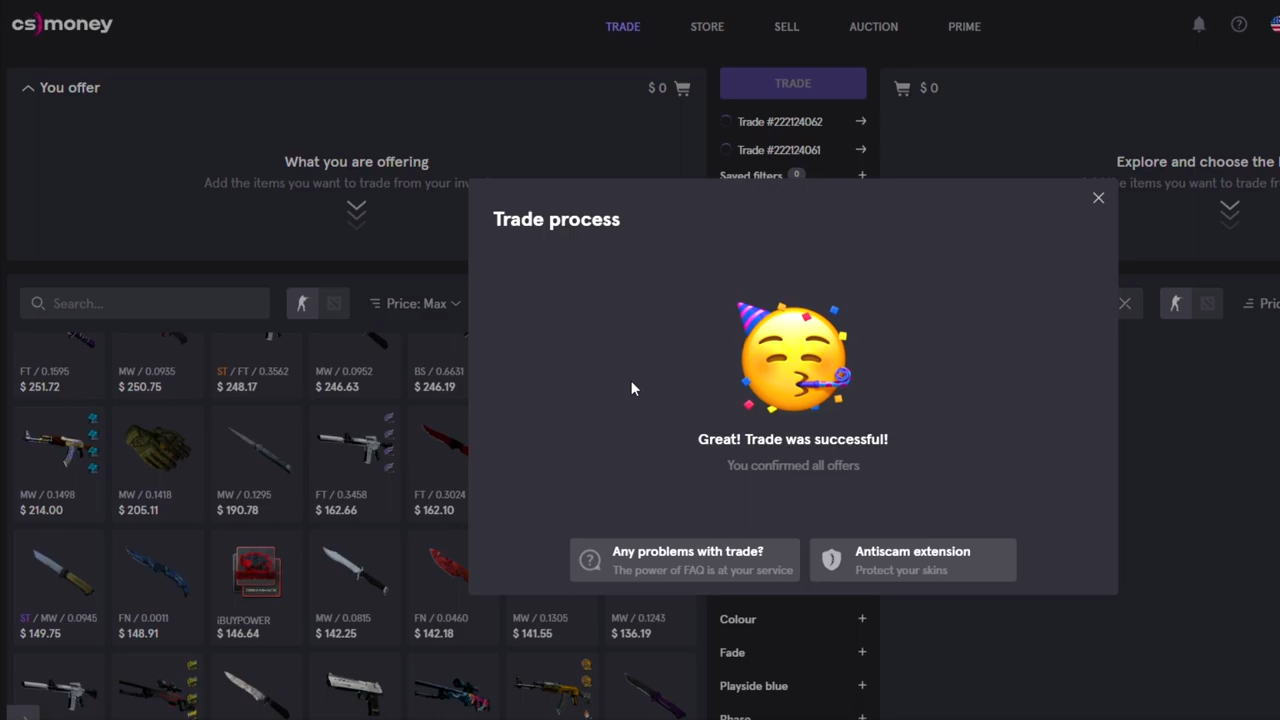 cs)money
TRADE
STORE
SELL
AUCTION
PRIME
You offer
$ 0
TRADE
$ 0
Trade #222124062
Trade #222124061
Saved filters 0
What you are offering
Add the items you want to trade from your inv
Explore and choose the
e items you want to trade fr
Trade process
Search...
Price: Max
FT / 0.1595
$ 251.72
MW / 0.0935
$ 250.75
ST / FT / 0.3562
$ 248.17
MW / 0.0952
$ 246.63
BS / 0.6631
$ 246.19
Great! Trade was successful!
You confirmed all offers
MW / 0.1498
$ 214.00
MW / 0.1418
$ 205.11
MW / 0.1295
$ 190.78
FT / 0.3458
$ 162.66
FT / 0.3024
$ 162.10
Any problems with trade?
The power of FAQ is at your service
Antiscam extension
Protect your skins
ST / MW / 0.0945
$ 149.75
FN / 0.0011
$ 148.91
iBUYPOWER
$ 146.64
MW / 0.0815
$ 142.25
FN / 0.0460
$ 142.18
MW / 0.1305
$ 141.55
MW / 0.1243
$ 136.19
Colour
Fade
Playside blue
Phase